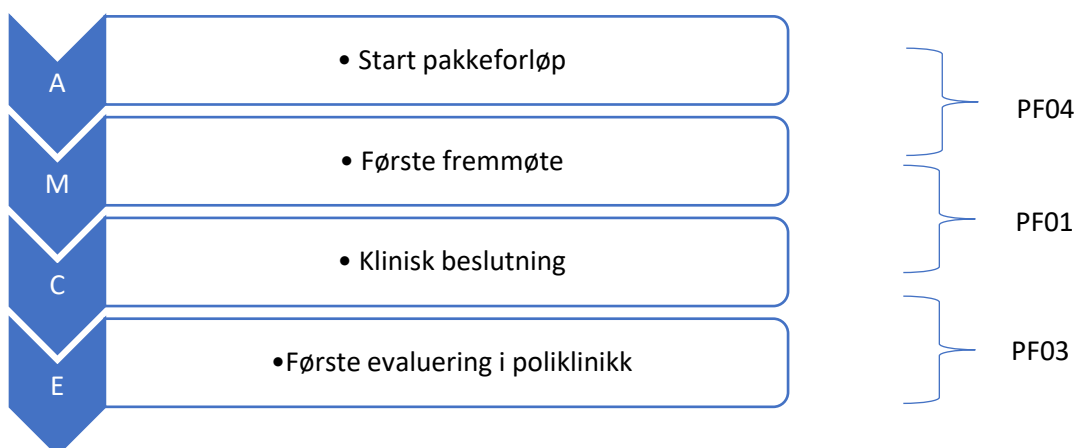 A
• Start pakkeforløp
PF04
M
• Første fremmøte
PF01
C
• Klinisk beslutning
PF03
E
•Første evaluering i poliklinikk